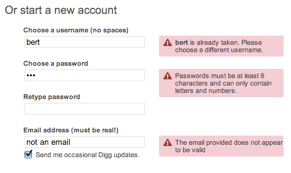 Or start a new account
Choose a username (no spaces)
bert
bert is already taken. Please
choose a different username.
Choose a password
•••
Passwords must be at least 6
characters and can only contain
letters and numbers.
Retype password
Email address (must be real!)
not an email
The email provided does not appear
to be valid
Send me occasional Digg updates.